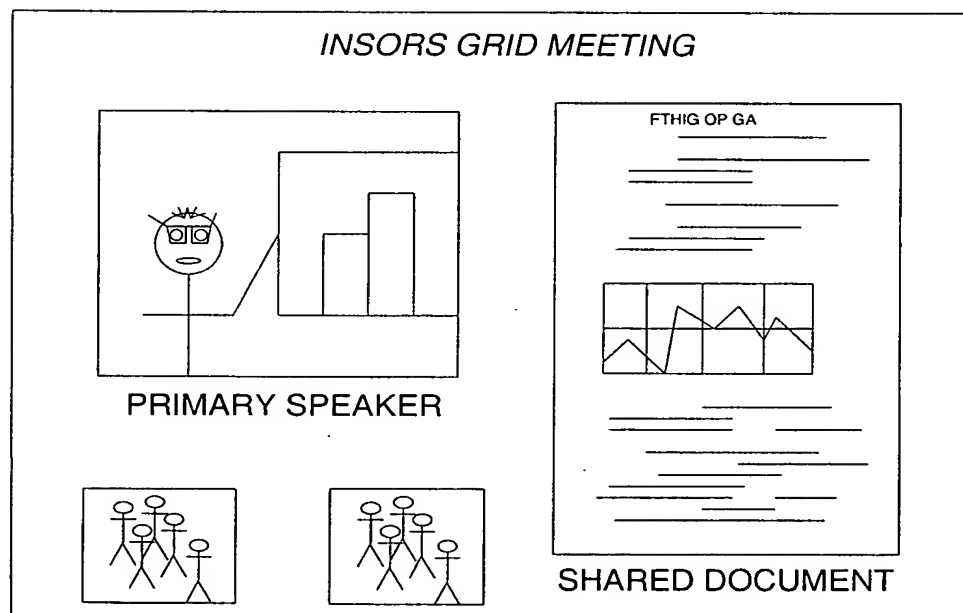 INSORS GRID MEETING
FTHIG OP GA
PRIMARY SPEAKER
SHARED DOCUMENT